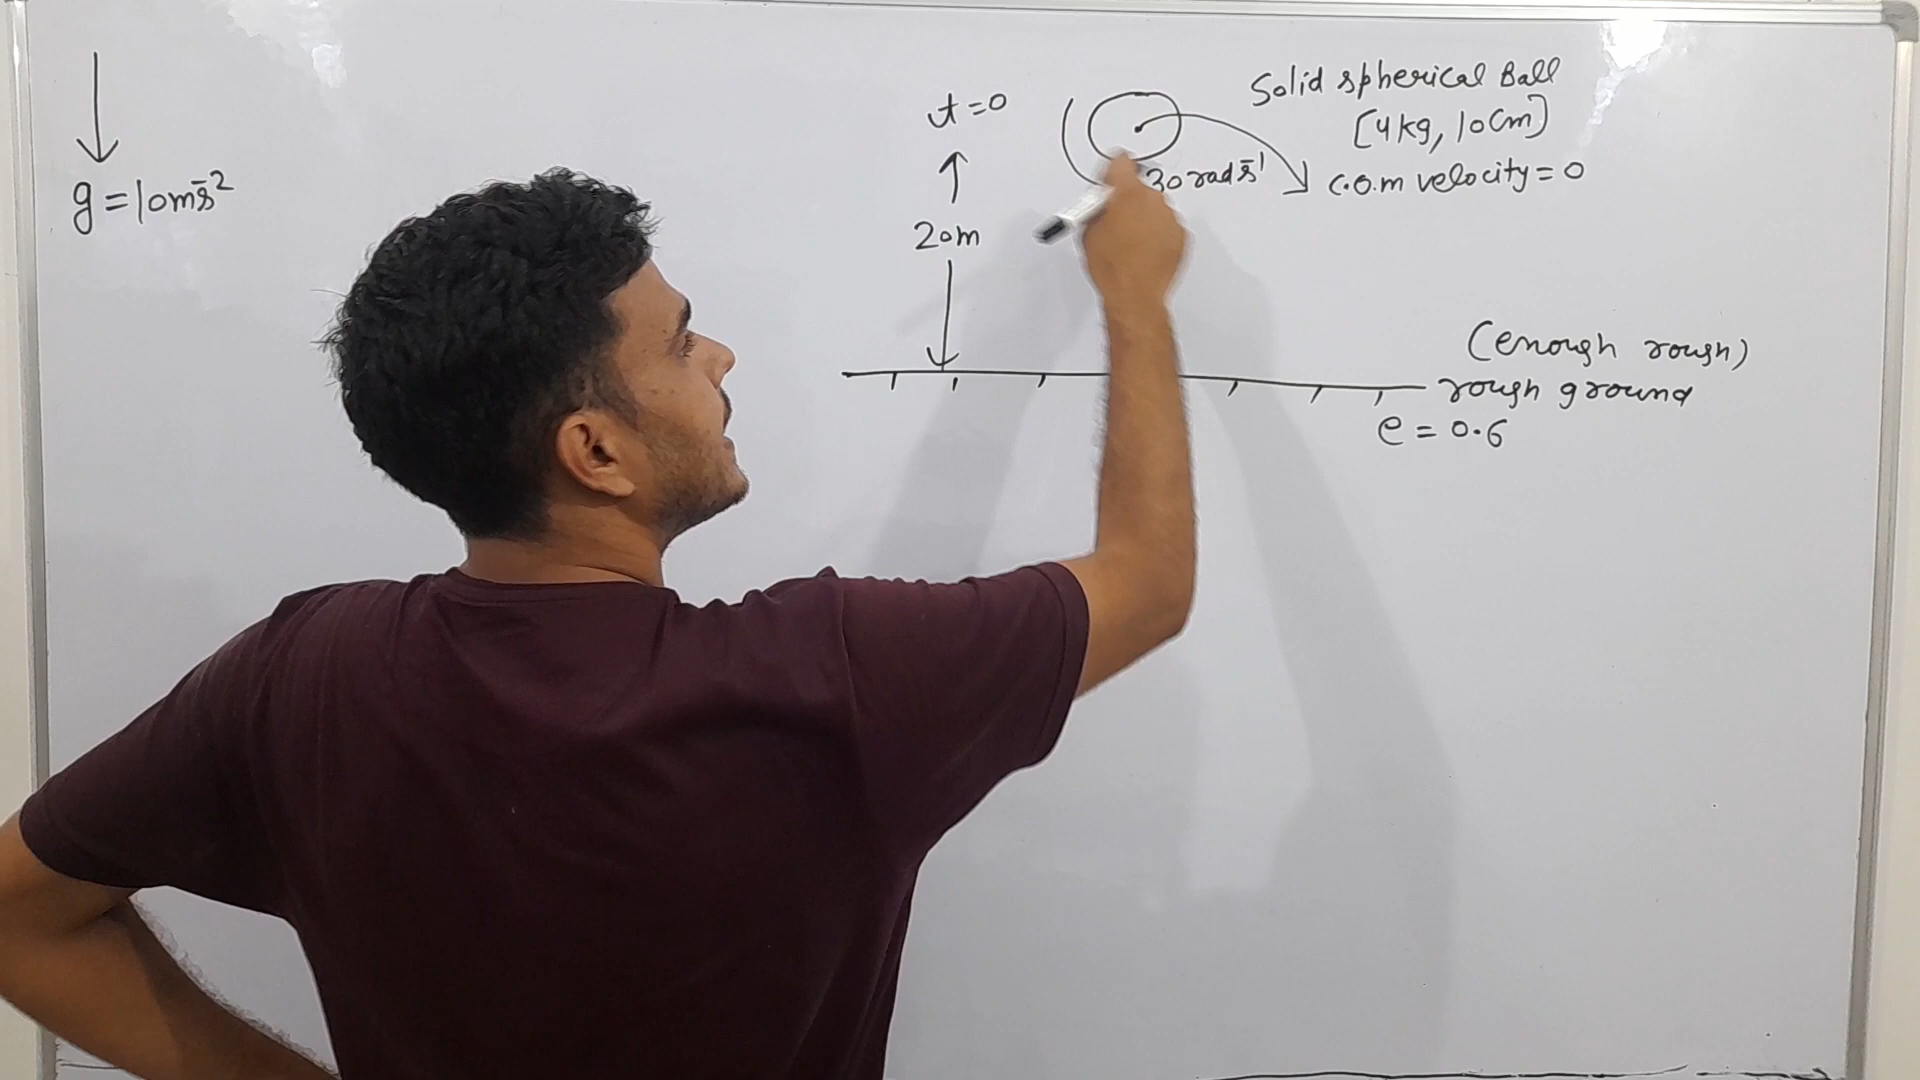 g = 10ms⁻²
t = 0
Solid spherical Ball
[4kg, 10cm]
30 rad s⁻¹
C.O.m velocity = 0
20m
(enough rough)
rough ground
e = 0.6